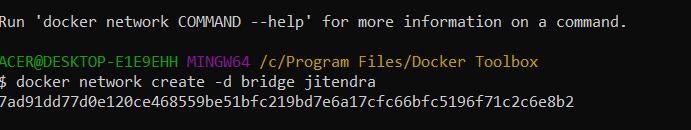 Run 'docker network COMMAND --help' for more information on a command.
ACER@DESKTOP-E1E9EHH MINGW64 /c/Program Files/Docker Toolbox
$ docker network create -d bridge jitendra
7ad91dd77d0e120ce468559be51bfc219bd7e6a17cfc66bfc5196f71c2c6e8b2